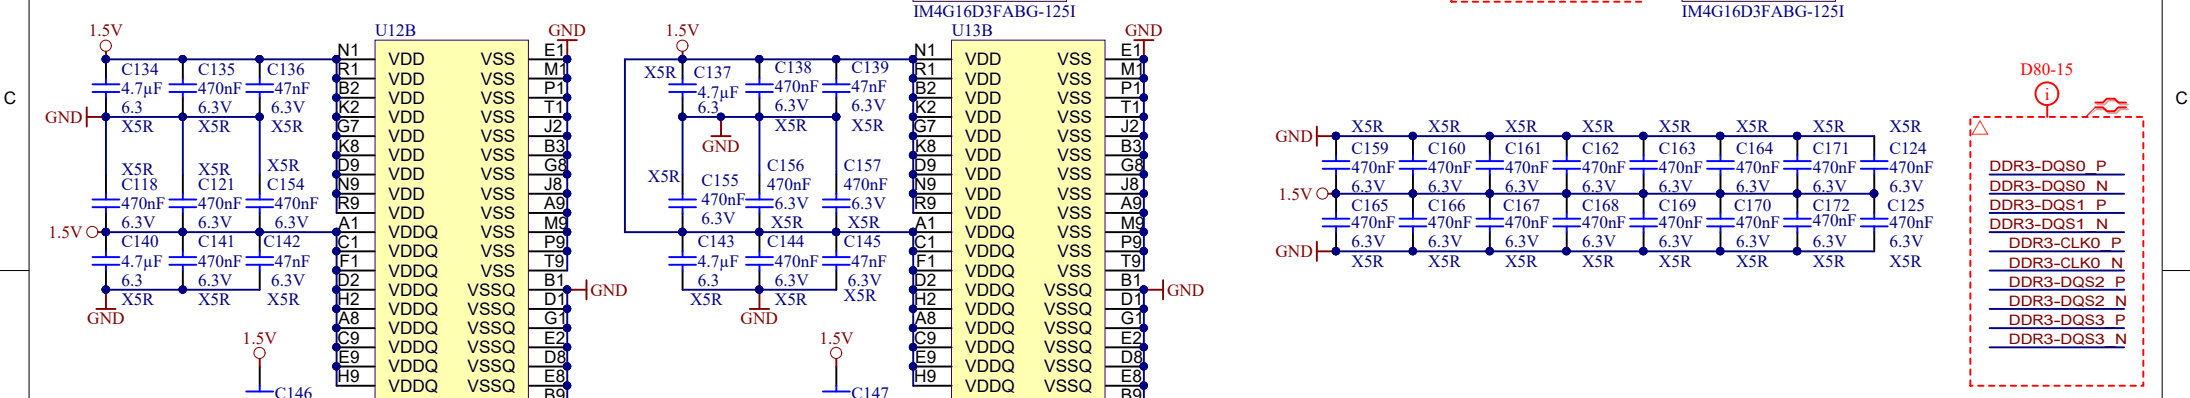 IM4G16D3FABG-125I
IM4G16D3FABG-125I
C
C
1.5V
U12B
GND
N1 VDD VSS E1
R1 VDD VSS M1
B2 VDD VSS P1
K2 VDD VSS T1
G7 VDD VSS J2
K8 VDD VSS B3
D9 VDD VSS G8
N9 VDD VSS J8
R9 VDD VSS A9
A1 VDDQ VSS M9
C1 VDDQ VSS P9
F1 VDDQ VSS T9
D2 VDDQ VSSQ B1
H2 VDDQ VSSQ D1
A8 VDDQ VSSQ G1
C9 VDDQ VSSQ E2
E9 VDDQ VSSQ D8
H9 VDDQ VSSQ E8
B9
GND
C134 C135 C136
4.7µF 470nF 47nF
6.3 6.3V 6.3V
X5R X5R X5R
GND
X5R X5R X5R
C118 C121 C154
470nF 470nF 470nF
6.3V 6.3V 6.3V
1.5V
C140 C141 C142
4.7µF 470nF 47nF
6.3 6.3V 6.3V
X5R X5R X5R
GND
1.5V
C146
1.5V
U13B
GND
N1 VDD VSS E1
R1 VDD VSS M1
B2 VDD VSS P1
K2 VDD VSS T1
G7 VDD VSS J2
K8 VDD VSS B3
D9 VDD VSS G8
N9 VDD VSS J8
R9 VDD VSS A9
A1 VDDQ VSS M9
C1 VDDQ VSS P9
F1 VDDQ VSS T9
D2 VDDQ VSSQ B1
H2 VDDQ VSSQ D1
A8 VDDQ VSSQ G1
C9 VDDQ VSSQ E2
E9 VDDQ VSSQ D8
H9 VDDQ VSSQ E8
B9
GND
X5R C137 C138 C139
4.7µF 470nF 47nF
6.3 6.3V 6.3V
X5R X5R
GND
X5R C155 C156 C157
470nF 470nF 470nF
6.3V 6.3V 6.3V
X5R X5R
C143 C144 C145
4.7µF 470nF 47nF
6.3 6.3V 6.3V
X5R X5R X5R
GND
1.5V
C147
GND
X5R X5R X5R X5R X5R X5R X5R X5R
C159 C160 C161 C162 C163 C164 C171 C124
470nF 470nF 470nF 470nF 470nF 470nF 470nF 470nF
6.3V 6.3V 6.3V 6.3V 6.3V 6.3V 6.3V 6.3V
1.5V
C165 C166 C167 C168 C169 C170 C172 C125
470nF 470nF 470nF 470nF 470nF 470nF 470nF 470nF
6.3V 6.3V 6.3V 6.3V 6.3V 6.3V 6.3V 6.3V
GND
X5R X5R X5R X5R X5R X5R X5R X5R
D80-15
i
DDR3-DQS0_P
DDR3-DQS0_N
DDR3-DQS1_P
DDR3-DQS1_N
DDR3-CLK0_P
DDR3-CLK0_N
DDR3-DQS2_P
DDR3-DQS2_N
DDR3-DQS3_P
DDR3-DQS3_N